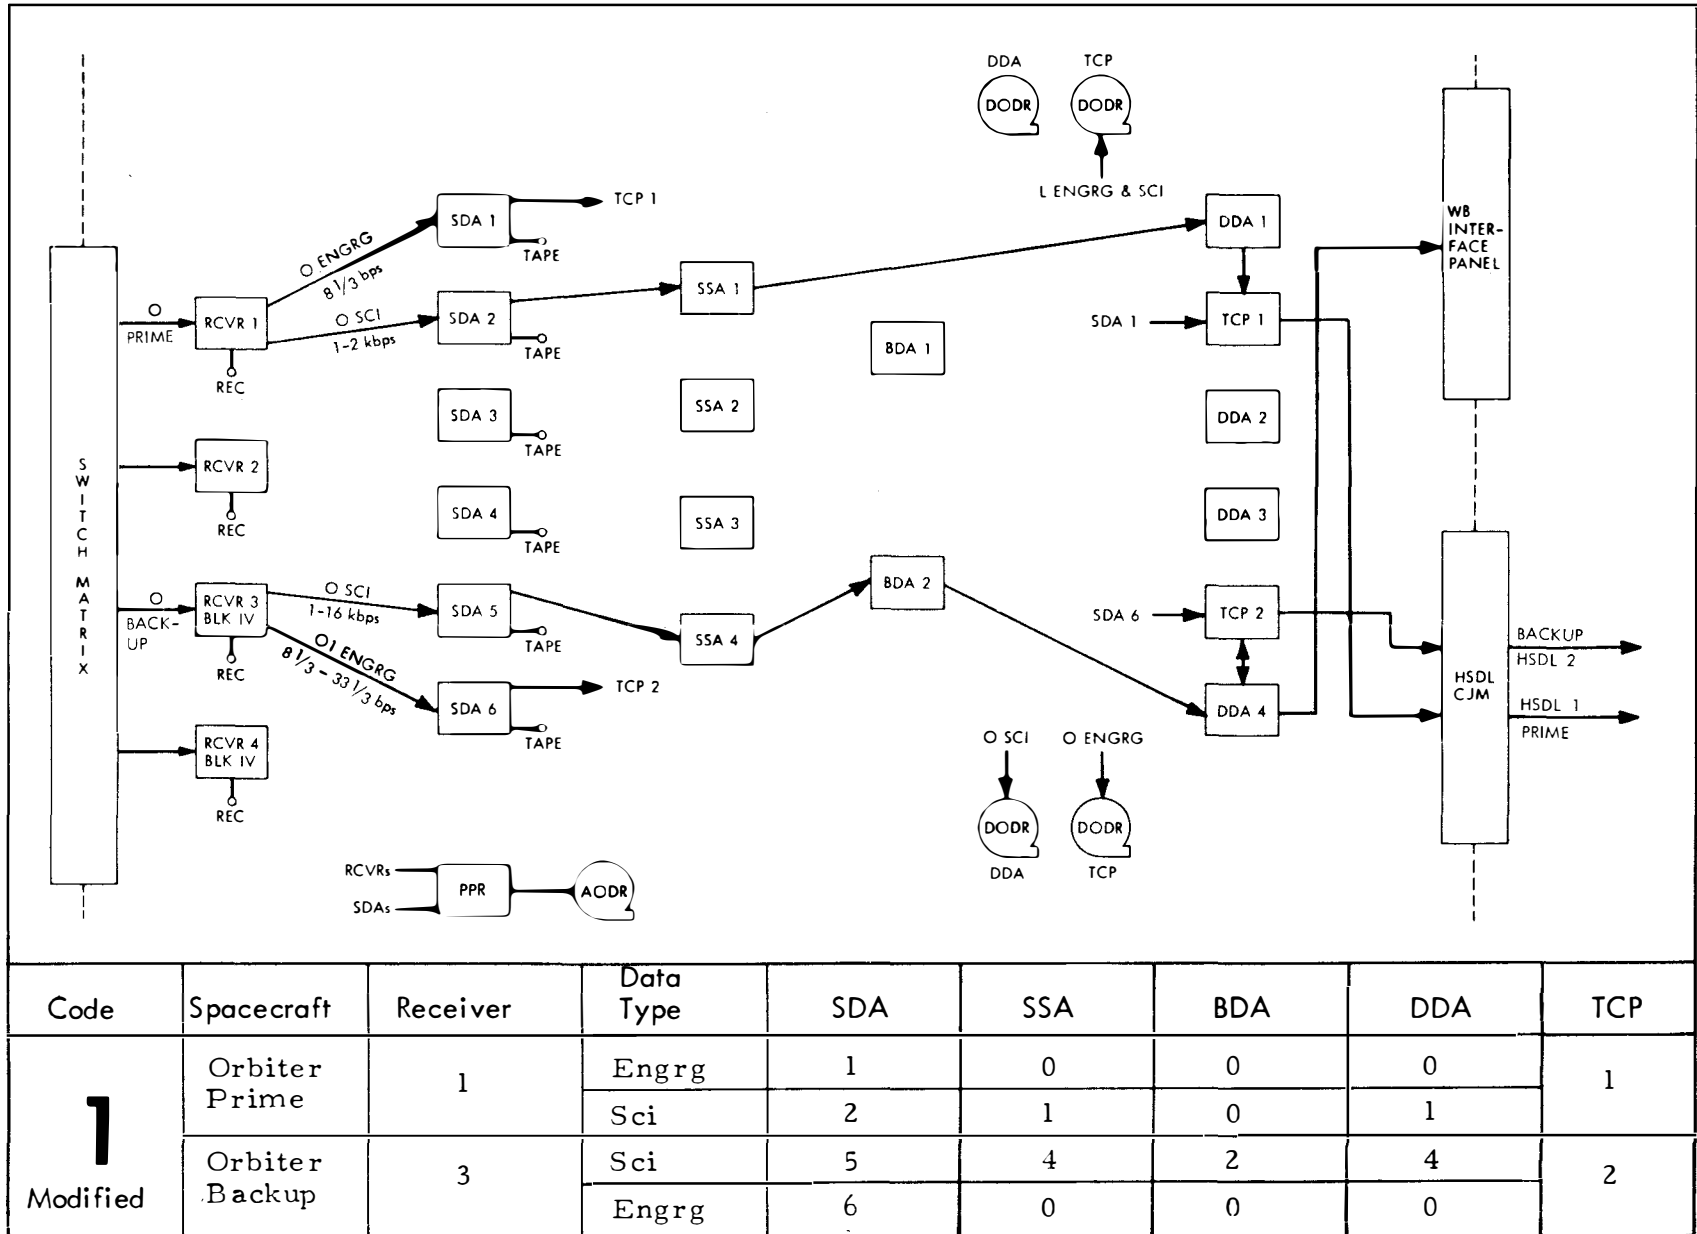 DDA
TCP
DODR
DODR
L ENGRG & SCI
SDA 1
TCP 1
TAPE
O ENGRG
8 1/3 bps
DDA 1
WB
INTER-
FACE
PANEL
SSA 1
SDA 2
TAPE
O SCI
1-2 kbps
O
PRIME
RCVR 1
REC
SDA 1
TCP 1
BDA 1
SSA 2
SDA 3
TAPE
DDA 2
SWITCH MATRIX
RCVR 2
REC
SDA 4
TAPE
SSA 3
DDA 3
O
BACK-
UP
RCVR 3
BLK IV
REC
O SCI
1-16 kbps
O1 ENGRG
8 1/3 - 33 1/3 bps
SDA 5
TAPE
SSA 4
BDA 2
SDA 6
TCP 2
BACKUP
HSDL 2
HSDL
CJM
HSDL 1
PRIME
SDA 6
TCP 2
TAPE
DDA 4
RCVR 4
BLK IV
REC
O SCI
O ENGRG
DODR
DODR
DDA
TCP
RCVRs
SDAs
PPR
AODR
Code Spacecraft Receiver Data Type SDA SSA BDA DDA TCP
1
Modified
Orbiter
Prime
1
Engrg 1 0 0 0
Sci 2 1 0 1
1
Orbiter
Backup
3
Sci 5 4 2 4
Engrg 6 0 0 0
2